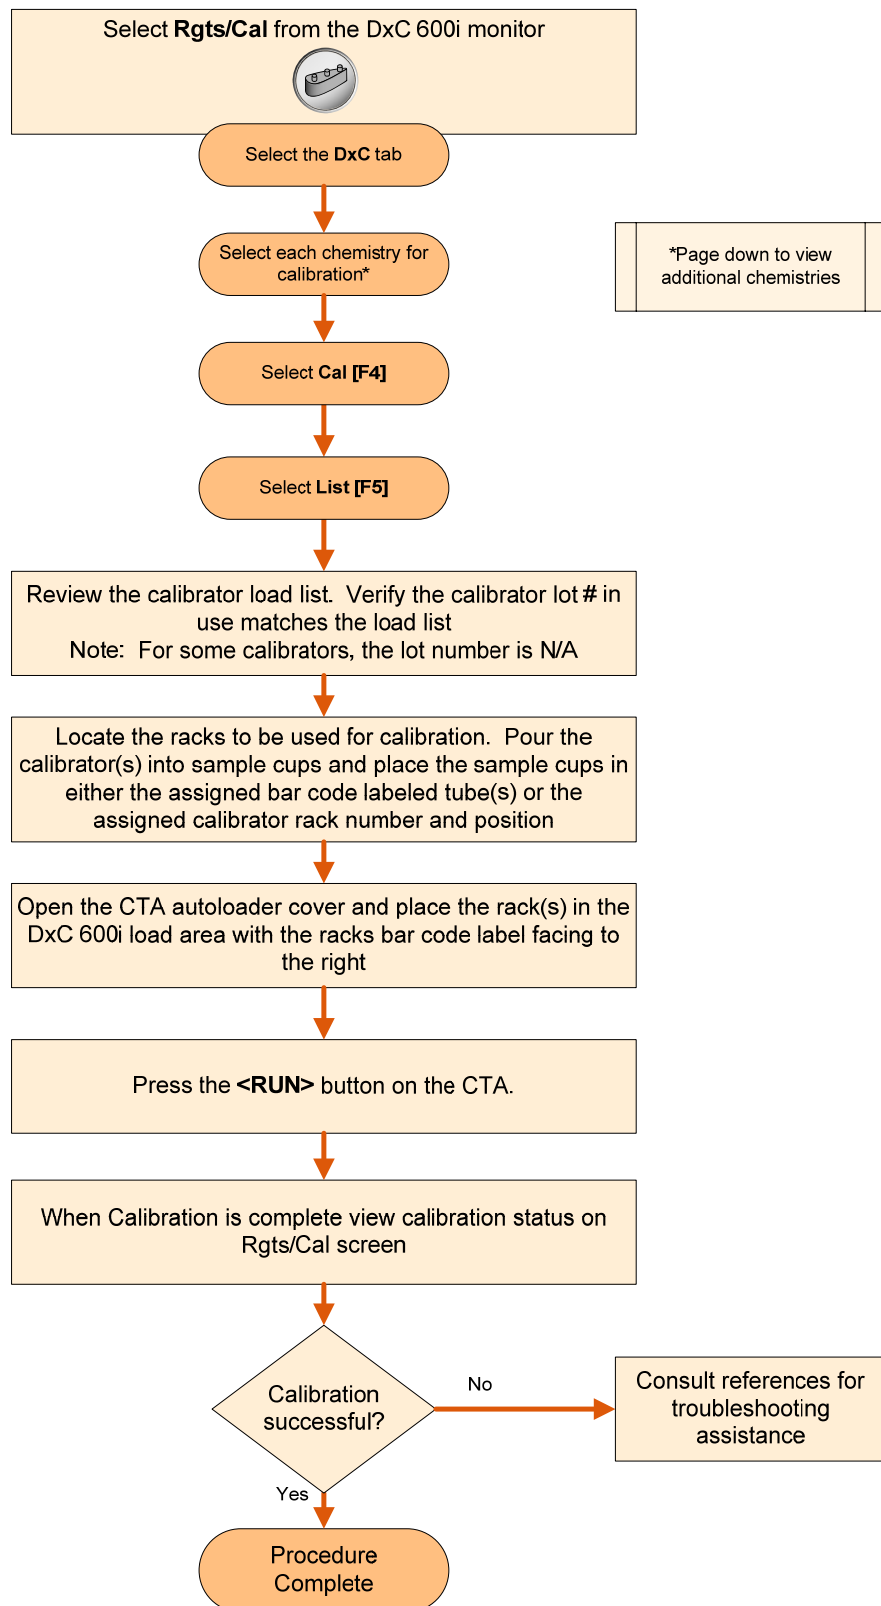 Select Rgts/Cal from the DxC 600i monitor
Select the DxC tab
Select each chemistry for
calibration*
*Page down to view
additional chemistries
Select Cal [F4]
Select List [F5]
Review the calibrator load list.  Verify the calibrator lot # in
use matches the load list
Note:  For some calibrators, the lot number is N/A
Locate the racks to be used for calibration.  Pour the
calibrator(s) into sample cups and place the sample cups in
either the assigned bar code labeled tube(s) or the
assigned calibrator rack number and position
Open the CTA autoloader cover and place the rack(s) in the
DxC 600i load area with the racks bar code label facing to
the right
Press the <RUN> button on the CTA.
When Calibration is complete view calibration status on
Rgts/Cal screen
Calibration
successful?
No
Consult references for
troubleshooting
assistance
Yes
Procedure
Complete